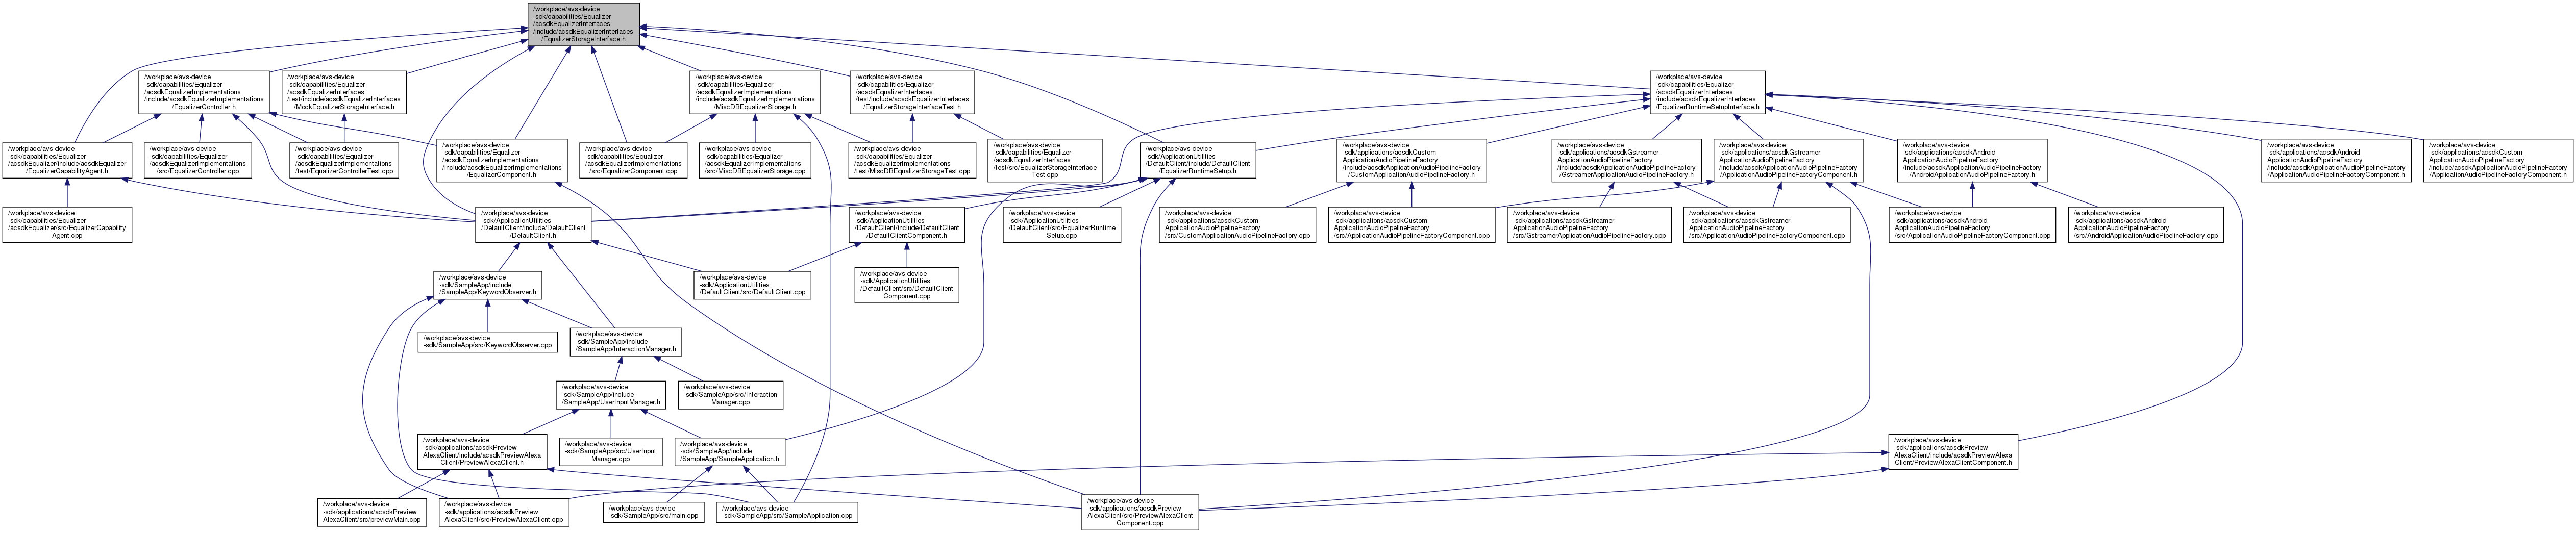 /workplace/avs-device
-sdk/capabilities/Equalizer
/acsdkEqualizerInterfaces
/include/acsdkEqualizerInterfaces
/EqualizerStorageInterface.h
/workplace/avs-device
-sdk/capabilities/Equalizer
/acsdkEqualizerImplementations
/include/acsdkEqualizerImplementations
/EqualizerController.h
/workplace/avs-device
-sdk/capabilities/Equalizer
/acsdkEqualizerInterfaces
/test/include/acsdkEqualizerInterfaces
/MockEqualizerStorageInterface.h
/workplace/avs-device
-sdk/capabilities/Equalizer
/acsdkEqualizerImplementations
/include/acsdkEqualizerImplementations
/MiscDBEqualizerStorage.h
/workplace/avs-device
-sdk/capabilities/Equalizer
/acsdkEqualizerInterfaces
/test/include/acsdkEqualizerInterfaces
/EqualizerStorageInterfaceTest.h
/workplace/avs-device
-sdk/capabilities/Equalizer
/acsdkEqualizerInterfaces
/include/acsdkEqualizerInterfaces
/EqualizerRuntimeSetupInterface.h
/workplace/avs-device
-sdk/capabilities/Equalizer
/acsdkEqualizer/include/acsdkEqualizer
/EqualizerCapabilityAgent.h
/workplace/avs-device
-sdk/capabilities/Equalizer
/acsdkEqualizerImplementations
/src/EqualizerController.cpp
/workplace/avs-device
-sdk/capabilities/Equalizer
/acsdkEqualizerImplementations
/test/EqualizerControllerTest.cpp
/workplace/avs-device
-sdk/capabilities/Equalizer
/acsdkEqualizerImplementations
/include/acsdkEqualizerImplementations
/EqualizerComponent.h
/workplace/avs-device
-sdk/capabilities/Equalizer
/acsdkEqualizerImplementations
/src/EqualizerComponent.cpp
/workplace/avs-device
-sdk/capabilities/Equalizer
/acsdkEqualizerImplementations
/src/MiscDBEqualizerStorage.cpp
/workplace/avs-device
-sdk/capabilities/Equalizer
/acsdkEqualizerImplementations
/test/MiscDBEqualizerStorageTest.cpp
/workplace/avs-device
-sdk/capabilities/Equalizer
/acsdkEqualizerInterfaces
/test/src/EqualizerStorageInterface
Test.cpp
/workplace/avs-device
-sdk/ApplicationUtilities
/DefaultClient/include/DefaultClient
/EqualizerRuntimeSetup.h
/workplace/avs-device
-sdk/applications/acsdkCustom
ApplicationAudioPipelineFactory
/include/acsdkApplicationAudioPipelineFactory
/CustomApplicationAudioPipelineFactory.h
/workplace/avs-device
-sdk/applications/acsdkGstreamer
ApplicationAudioPipelineFactory
/include/acsdkApplicationAudioPipelineFactory
/GstreamerApplicationAudioPipelineFactory.h
/workplace/avs-device
-sdk/applications/acsdkGstreamer
ApplicationAudioPipelineFactory
/include/acsdkApplicationAudioPipelineFactory
/ApplicationAudioPipelineFactoryComponent.h
/workplace/avs-device
-sdk/applications/acsdkAndroid
ApplicationAudioPipelineFactory
/include/acsdkApplicationAudioPipelineFactory
/AndroidApplicationAudioPipelineFactory.h
/workplace/avs-device
-sdk/applications/acsdkAndroid
ApplicationAudioPipelineFactory
/include/acsdkApplicationAudioPipelineFactory
/ApplicationAudioPipelineFactoryComponent.h
/workplace/avs-device
-sdk/applications/acsdkCustom
ApplicationAudioPipelineFactory
/include/acsdkApplicationAudioPipelineFactory
/ApplicationAudioPipelineFactoryComponent.h
/workplace/avs-device
-sdk/capabilities/Equalizer
/acsdkEqualizer/src/EqualizerCapability
Agent.cpp
/workplace/avs-device
-sdk/ApplicationUtilities
/DefaultClient/include/DefaultClient
/DefaultClient.h
/workplace/avs-device
-sdk/ApplicationUtilities
/DefaultClient/include/DefaultClient
/DefaultClientComponent.h
/workplace/avs-device
-sdk/ApplicationUtilities
/DefaultClient/src/EqualizerRuntime
Setup.cpp
/workplace/avs-device
-sdk/applications/acsdkCustom
ApplicationAudioPipelineFactory
/src/CustomApplicationAudioPipelineFactory.cpp
/workplace/avs-device
-sdk/applications/acsdkCustom
ApplicationAudioPipelineFactory
/src/ApplicationAudioPipelineFactoryComponent.cpp
/workplace/avs-device
-sdk/applications/acsdkGstreamer
ApplicationAudioPipelineFactory
/src/GstreamerApplicationAudioPipelineFactory.cpp
/workplace/avs-device
-sdk/applications/acsdkGstreamer
ApplicationAudioPipelineFactory
/src/ApplicationAudioPipelineFactoryComponent.cpp
/workplace/avs-device
-sdk/applications/acsdkAndroid
ApplicationAudioPipelineFactory
/src/ApplicationAudioPipelineFactoryComponent.cpp
/workplace/avs-device
-sdk/applications/acsdkAndroid
ApplicationAudioPipelineFactory
/src/AndroidApplicationAudioPipelineFactory.cpp
/workplace/avs-device
-sdk/SampleApp/include
/SampleApp/KeywordObserver.h
/workplace/avs-device
-sdk/ApplicationUtilities
/DefaultClient/src/DefaultClient.cpp
/workplace/avs-device
-sdk/ApplicationUtilities
/DefaultClient/src/DefaultClient
Component.cpp
/workplace/avs-device
-sdk/SampleApp/src/KeywordObserver.cpp
/workplace/avs-device
-sdk/SampleApp/include
/SampleApp/InteractionManager.h
/workplace/avs-device
-sdk/SampleApp/include
/SampleApp/UserInputManager.h
/workplace/avs-device
-sdk/SampleApp/src/Interaction
Manager.cpp
/workplace/avs-device
-sdk/applications/acsdkPreview
AlexaClient/include/acsdkPreviewAlexa
Client/PreviewAlexaClient.h
/workplace/avs-device
-sdk/SampleApp/src/UserInput
Manager.cpp
/workplace/avs-device
-sdk/SampleApp/include
/SampleApp/SampleApplication.h
/workplace/avs-device
-sdk/applications/acsdkPreview
AlexaClient/include/acsdkPreviewAlexa
Client/PreviewAlexaClientComponent.h
/workplace/avs-device
-sdk/applications/acsdkPreview
AlexaClient/src/previewMain.cpp
/workplace/avs-device
-sdk/applications/acsdkPreview
AlexaClient/src/PreviewAlexaClient.cpp
/workplace/avs-device
-sdk/SampleApp/src/main.cpp
/workplace/avs-device
-sdk/SampleApp/src/SampleApplication.cpp
/workplace/avs-device
-sdk/applications/acsdkPreview
AlexaClient/src/PreviewAlexaClient
Component.cpp